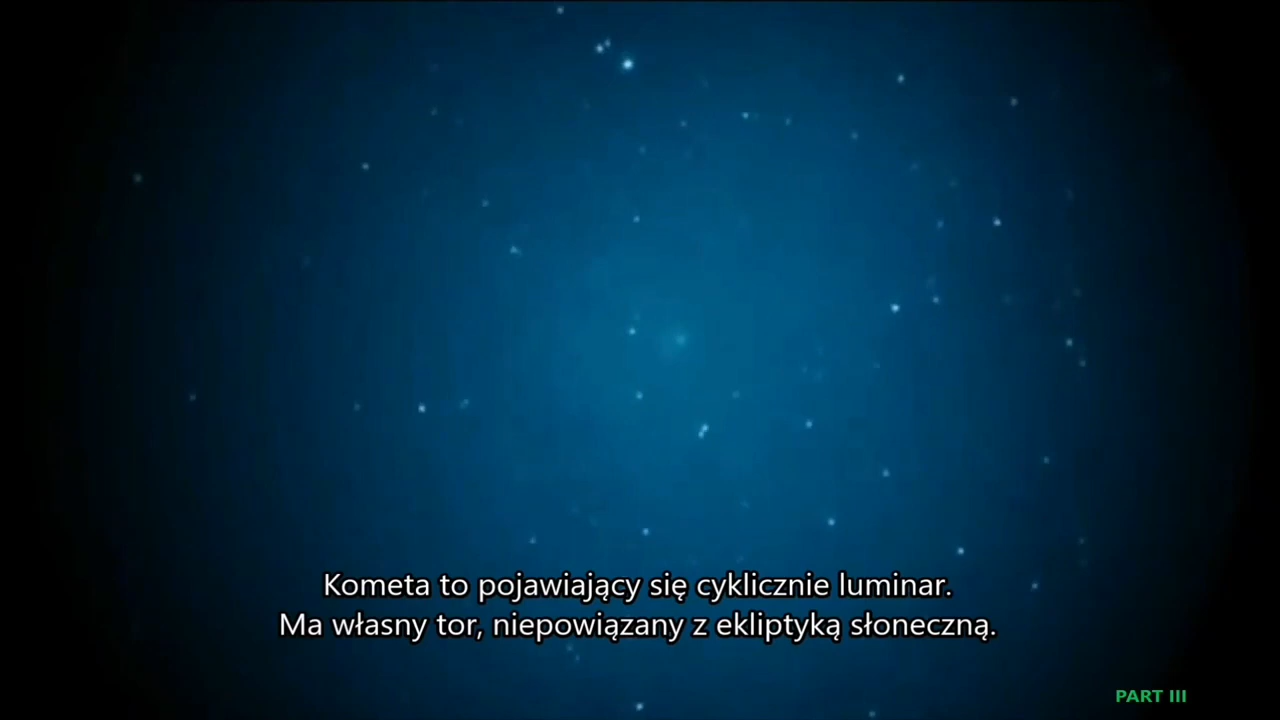 Kometa to pojawiający się cyklicznie luminar.
Ma własny tor, niepowiązany z ekliptyką słoneczną.
PART III